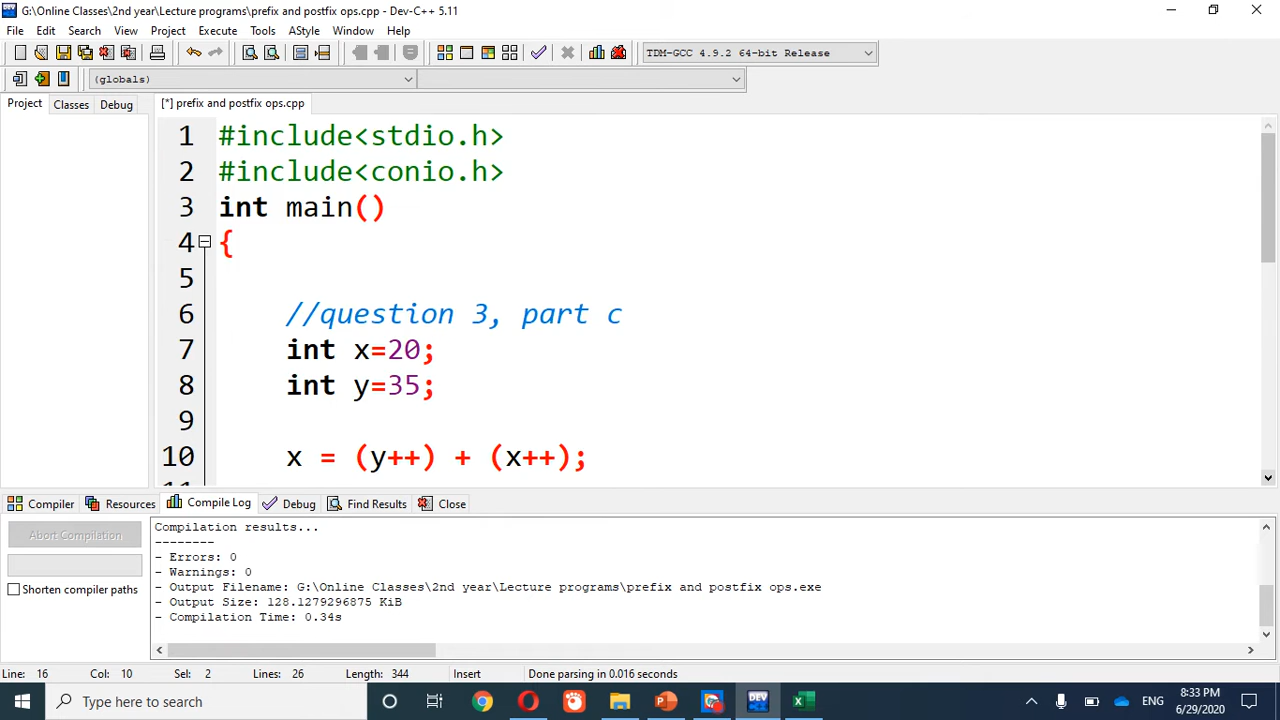 G:\Online Classes\2nd year\Lecture programs\prefix and postfix ops.cpp - Dev-C++ 5.11
File Edit Search View Project Execute Tools AStyle Window Help
TDM-GCC 4.9.2 64-bit Release
(globals)
Project Classes Debug [*] prefix and postfix ops.cpp
1 #include<stdio.h>
2 #include<conio.h>
3 int main()
4 {
5
6 //question 3, part c
7 int x=20;
8 int y=35;
9
10 x = (y++) + (x++);
Compiler Resources Compile Log Debug Find Results Close
Abort Compilation
Shorten compiler paths
Compilation results...
--------
- Errors: 0
- Warnings: 0
- Output Filename: G:\Online Classes\2nd year\Lecture programs\prefix and postfix ops.exe
- Output Size: 128.1279296875 KiB
- Compilation Time: 0.34s
Line: 16 Col: 10 Sel: 2 Lines: 26 Length: 344 Insert Done parsing in 0.016 seconds
Type here to search
DEV
ENG
8:33 PM
6/29/2020